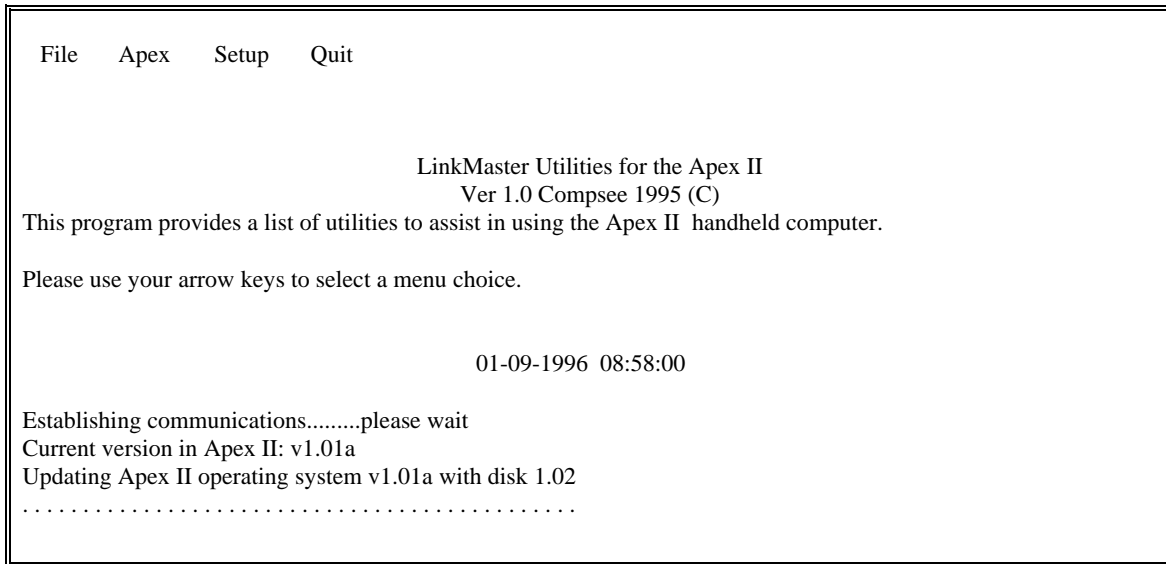 File Apex Setup Quit
LinkMaster Utilities for the Apex II
Ver 1.0 Compsee 1995 (C)
This program provides a list of utilities to assist in using the Apex II handheld computer.
Please use your arrow keys to select a menu choice.
01-09-1996 08:58:00
Establishing communications.........please wait
Current version in Apex II: v1.01a
Updating Apex II operating system v1.01a with disk 1.02
. . . . . . . . . . . . . . . . . . . . . . . . . . . . . . . . . . . . . . . . . . . . . .